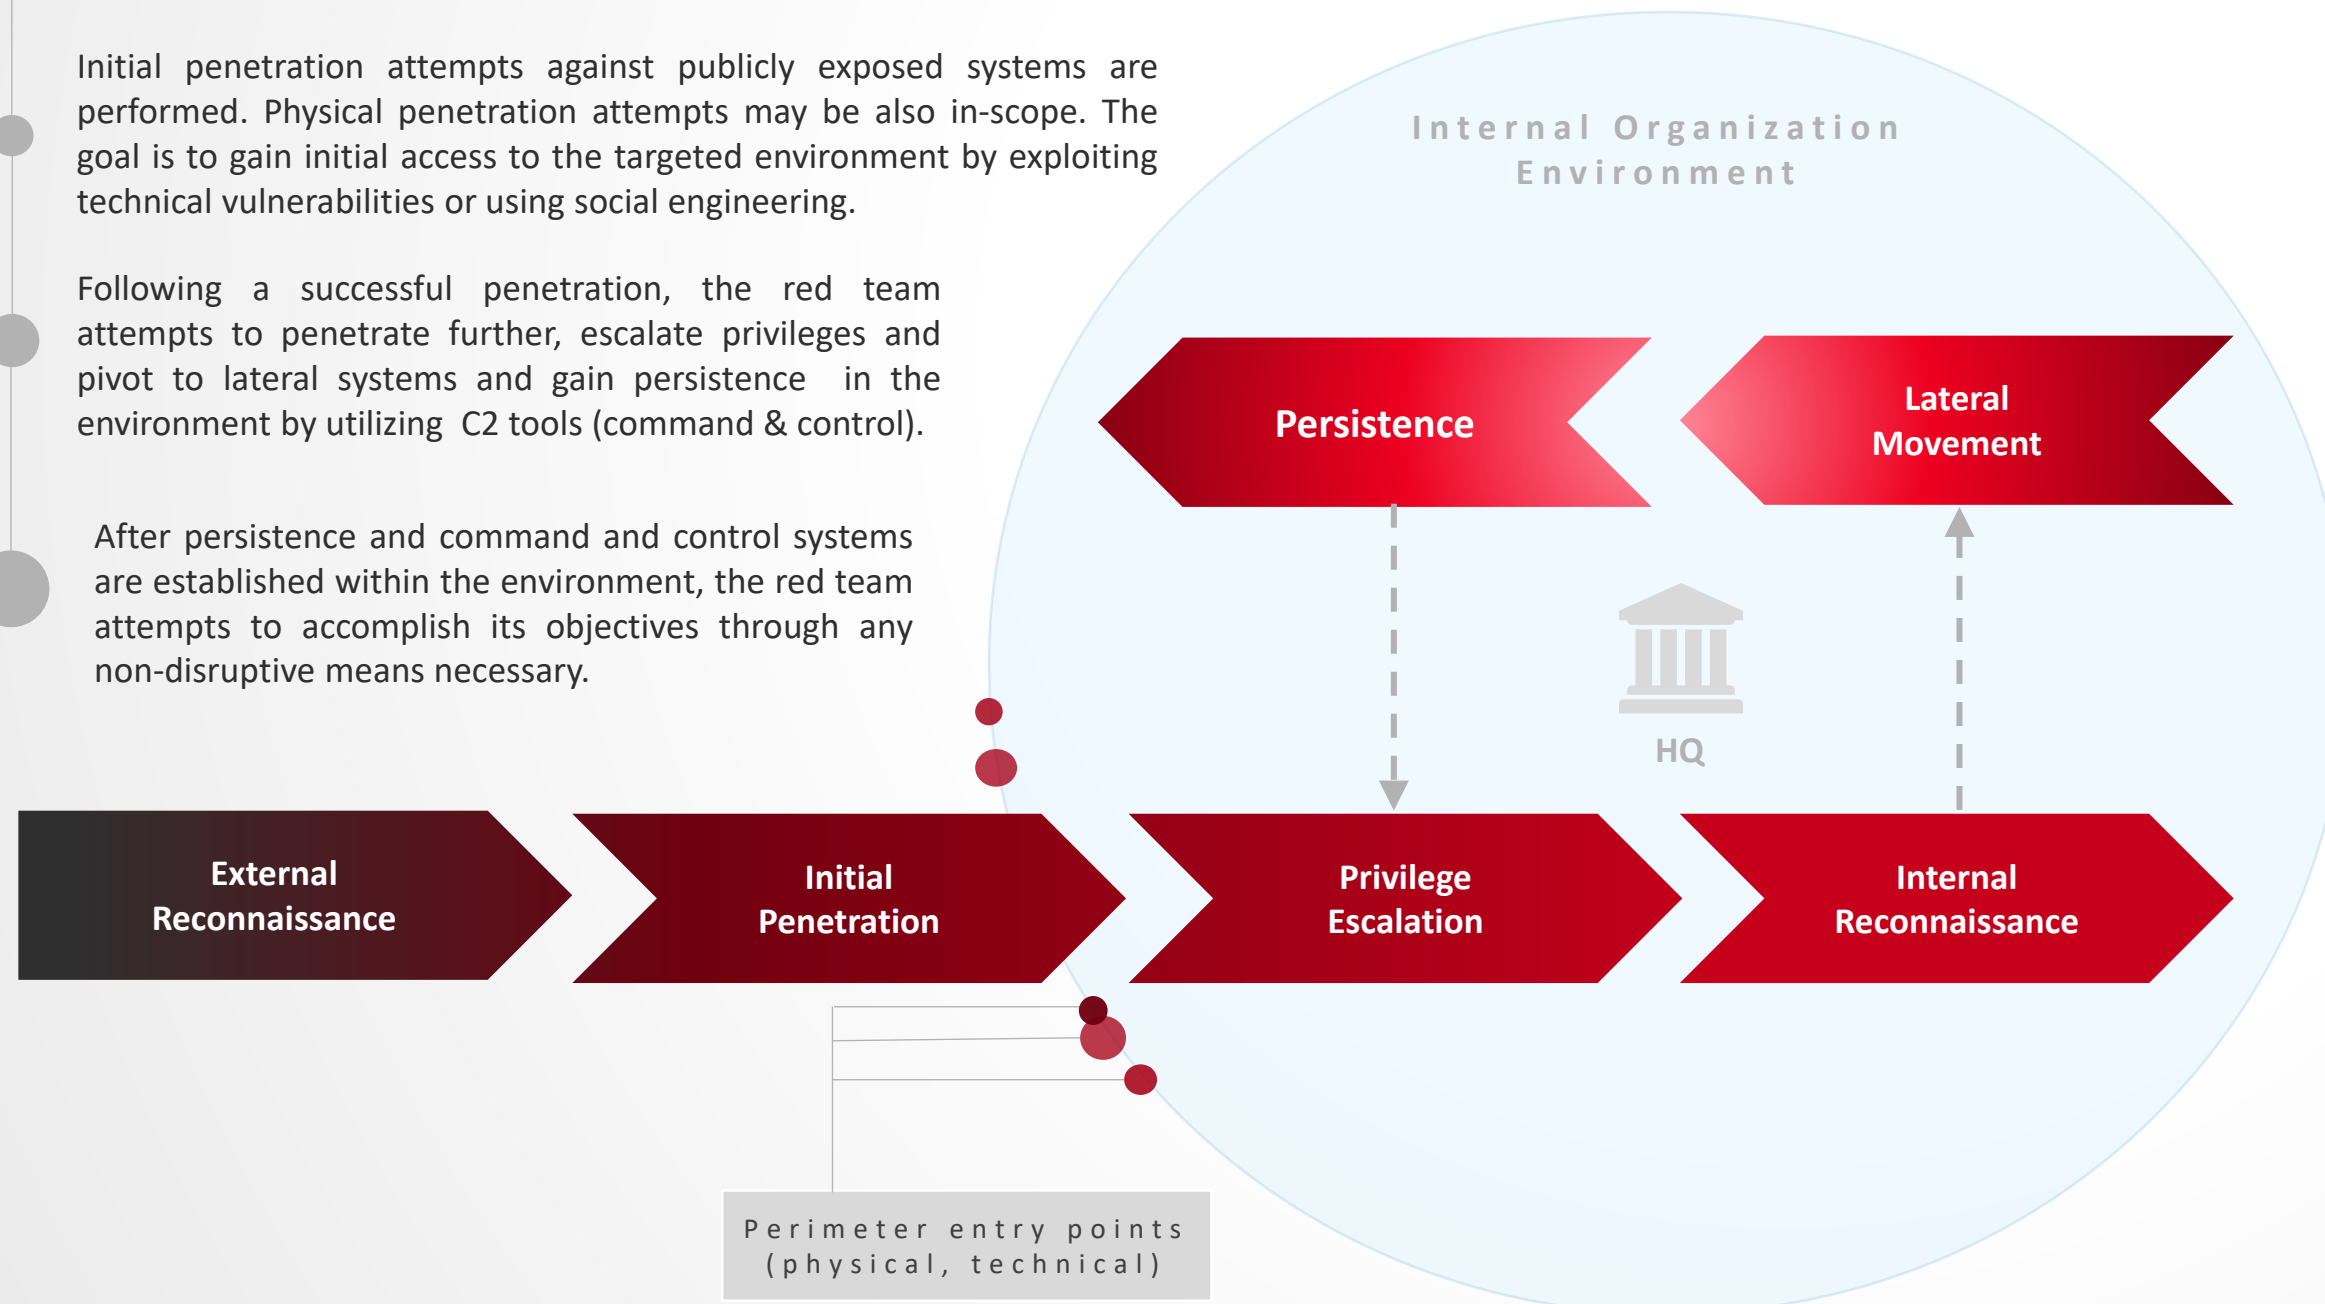 Initial penetration attempts against publicly exposed systems are
performed. Physical penetration attempts may be also in-scope. The
goal is to gain initial access to the targeted environment by exploiting
technical vulnerabilities or using social engineering.
Following a successful penetration, the red team
attempts to penetrate further, escalate privileges and
pivot to lateral systems and gain persistence in the
environment by utilizing C2 tools (command & control).
After persistence and command and control systems
are established within the environment, the red team
attempts to accomplish its objectives through any
non-disruptive means necessary.
Internal Organization
Environment
Persistence
Lateral
Movement
HQ
External
Reconnaissance
Initial
Penetration
Privilege
Escalation
Internal
Reconnaissance
Perimeter entry points
(physical, technical)